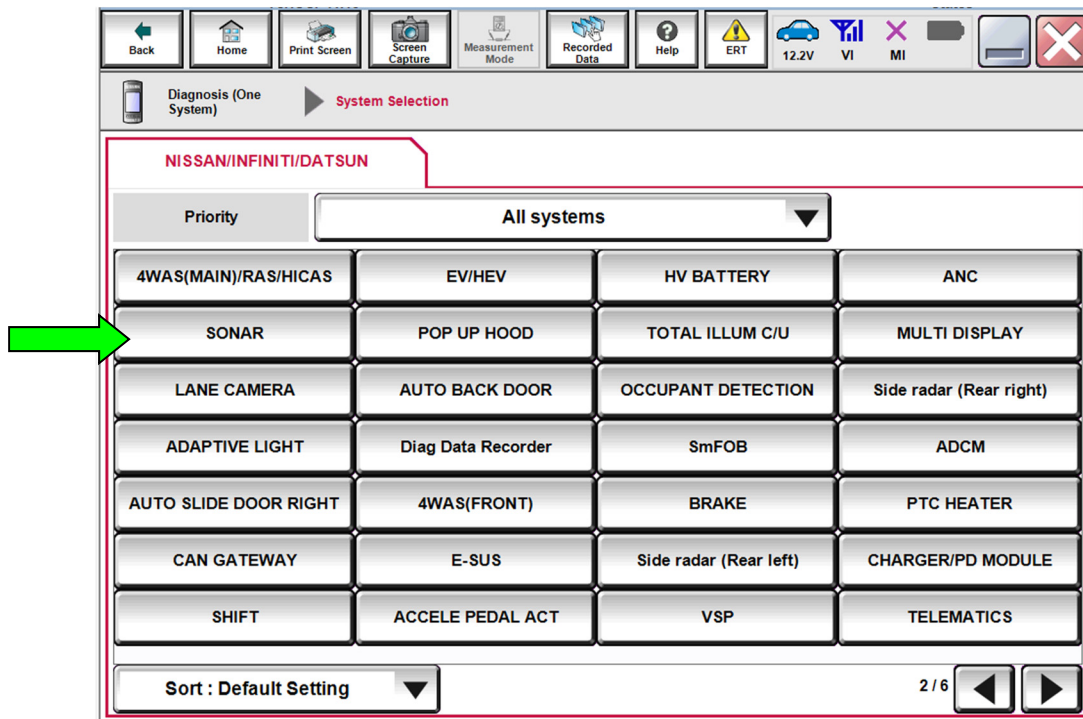 Back
Home
Print Screen
Screen
Capture
Measurement
Mode
Recorded
Data
Help
ERT
12.2V
VI
MI
Diagnosis (One
System)
System Selection
NISSAN/INFINITI/DATSUN
Priority
All systems
4WAS(MAIN)/RAS/HICAS
EV/HEV
HV BATTERY
ANC
SONAR
POP UP HOOD
TOTAL ILLUM C/U
MULTI DISPLAY
LANE CAMERA
AUTO BACK DOOR
OCCUPANT DETECTION
Side radar (Rear right)
ADAPTIVE LIGHT
Diag Data Recorder
SmFOB
ADCM
AUTO SLIDE DOOR RIGHT
4WAS(FRONT)
BRAKE
PTC HEATER
CAN GATEWAY
E-SUS
Side radar (Rear left)
CHARGER/PD MODULE
SHIFT
ACCELE PEDAL ACT
VSP
TELEMATICS
Sort : Default Setting
2 / 6